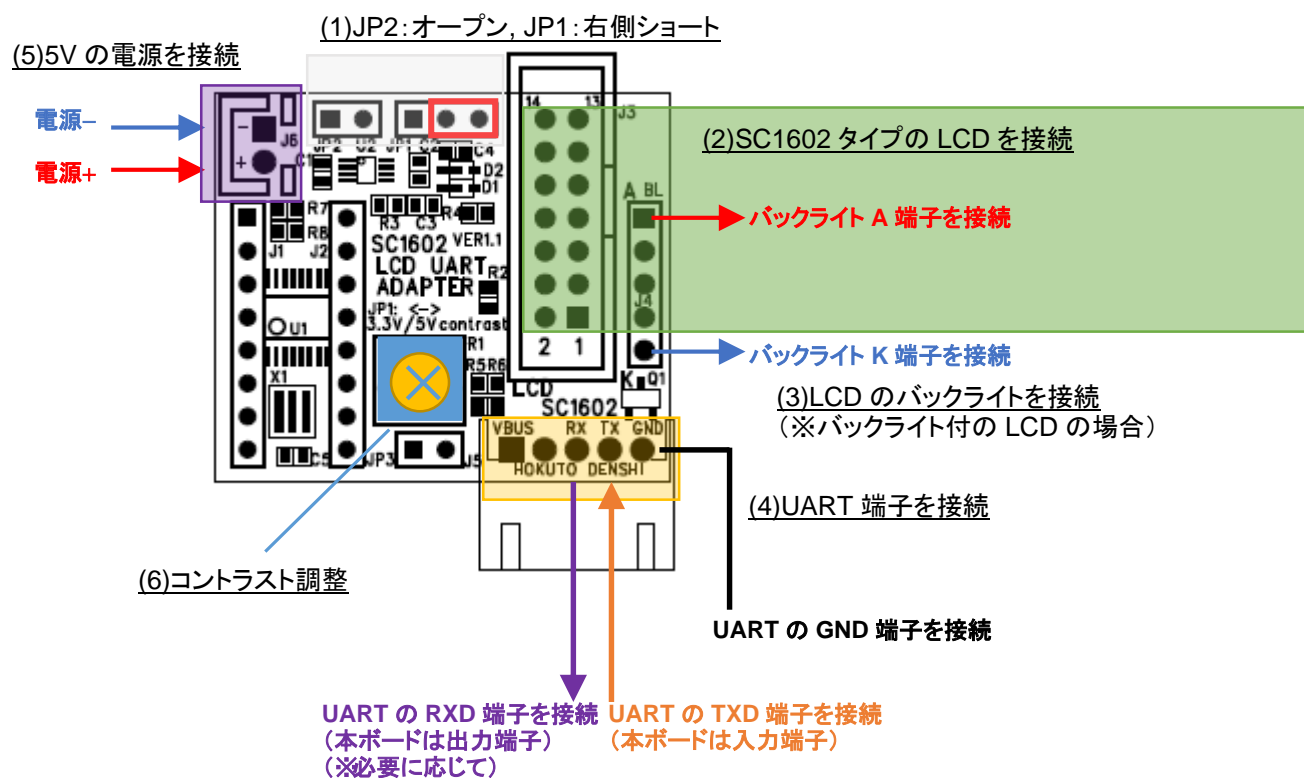 (1)JP2：オープン, JP1：右側ショート
(5)5V の電源を接続
電源−
電源+
(2)SC1602 タイプの LCD を接続
バックライト A 端子を接続
バックライト K 端子を接続
(3)LCD のバックライトを接続
（※バックライト付の LCD の場合）
(4)UART 端子を接続
(6)コントラスト調整
UART の GND 端子を接続
UART の RXD 端子を接続
（本ボードは出力端子）
（※必要に応じて）
UART の TXD 端子を接続
（本ボードは入力端子）
−
+
J6
JP2 U2 JP1 C2
C1
C4
D2
D1
14 13
J3
A BL
R7
R8
J1 J2
R3 C3 R4
SC1602 VER1.1
LCD UART
ADAPTER
R2
JP1: <->
3.3V/5V contrast
U1
R1
R5 R6
X1
2 1
J4
K Q1
LCD
SC1602
VBUS RX TX GND
C5 JP3 J5
HOKUTO DENSHI